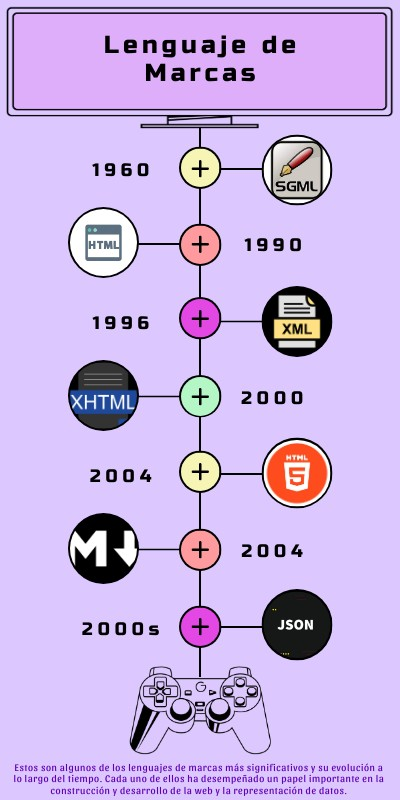 Lenguaje de
Marcas
1960
SGML
HTML
1990
1996
XML
XHTML
2000
2004
HTML
5
M
2004
2000s
JSON
G
Estos son algunos de los lenguajes de marcas más significativos y su evolución a
lo largo del tiempo. Cada uno de ellos ha desempeñado un papel importante en la
construcción y desarrollo de la web y la representación de datos.